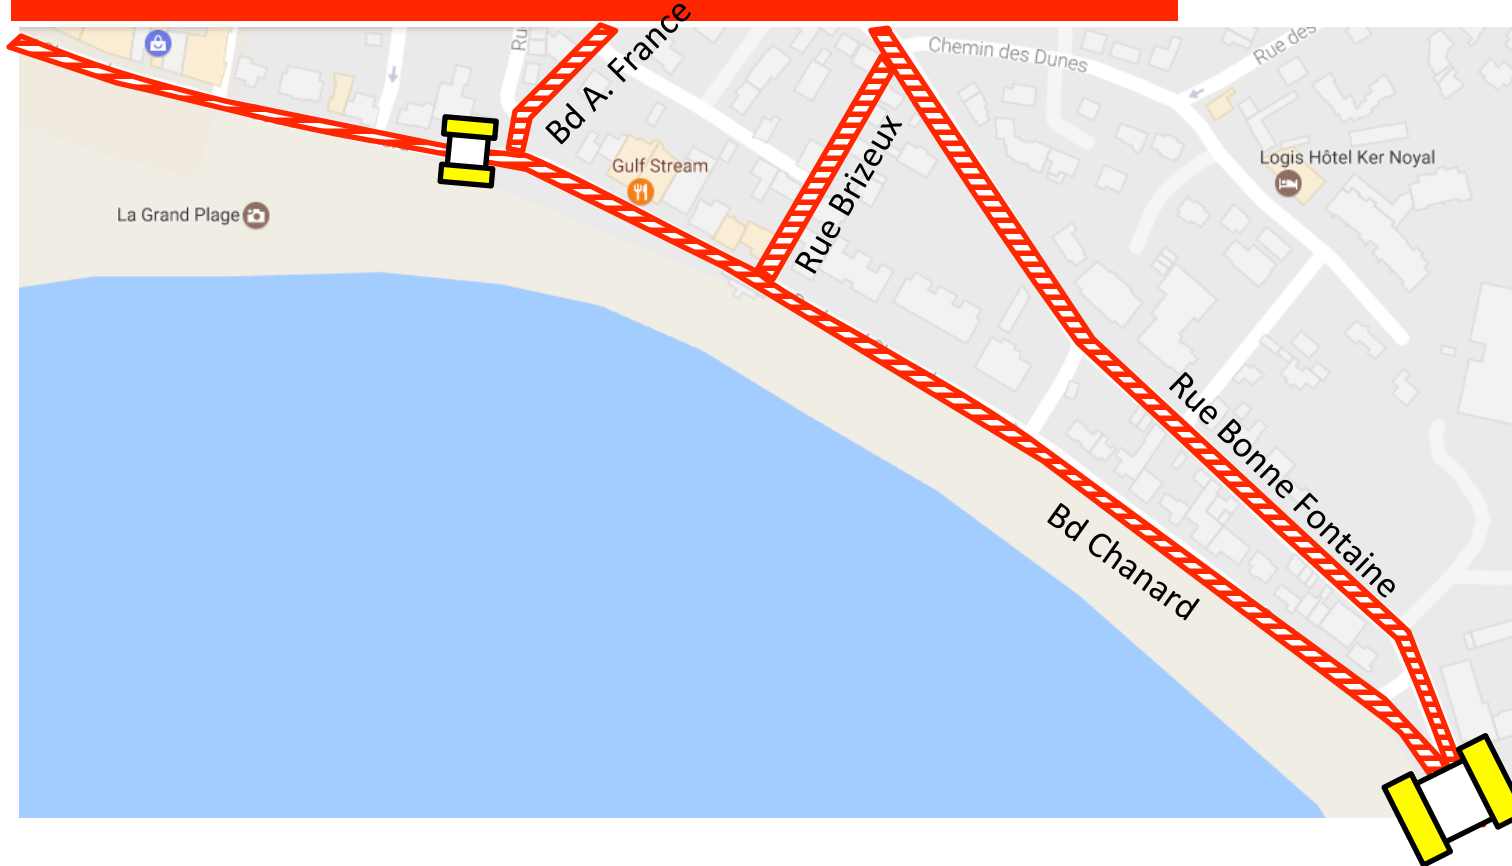 Bd A. France
Chemin des Dunes
Rue des
Ru
Gulf Stream
Rue Brizeux
Logis Hôtel Ker Noyal
La Grand Plage
Rue Bonne Fontaine
Bd Chanard